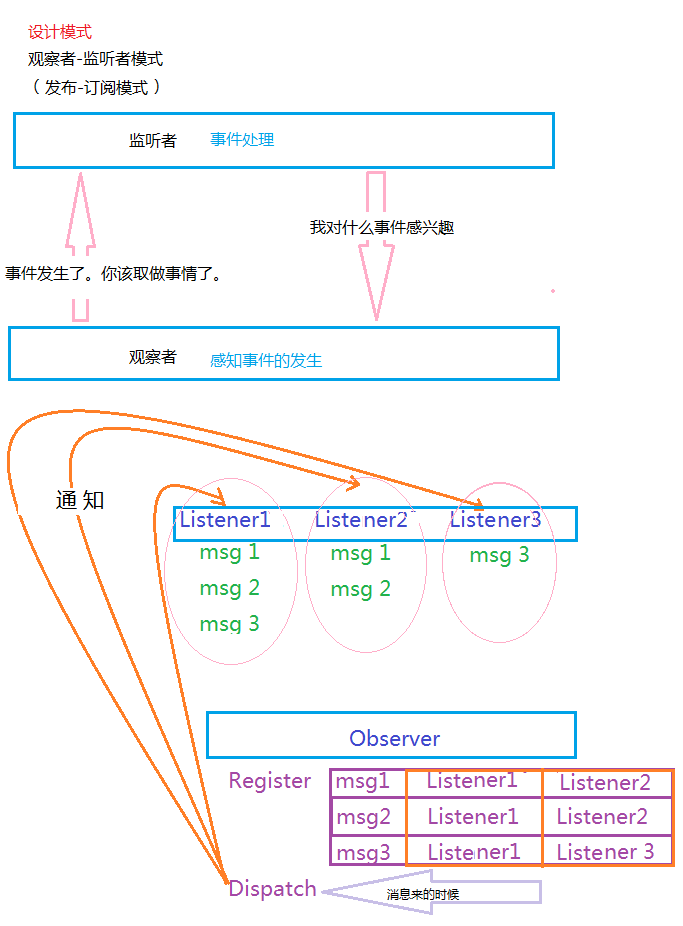 设计模式
观察者-监听者模式
（ 发布-订阅模式 ）
监听者 事件处理
我对什么事件感兴趣
事件发生了。你该取做事情了。
观察者 感知事件的发生
通 知
Listener1 Listener2 Listener3
msg 1 msg 1 msg 3
msg 2 msg 2
msg 3
Observer
Register msg1 Listener1 Listener2
msg2 Listener1 Listener2
msg3 Listener1 Listener 3
Dispatch 消息来的时候